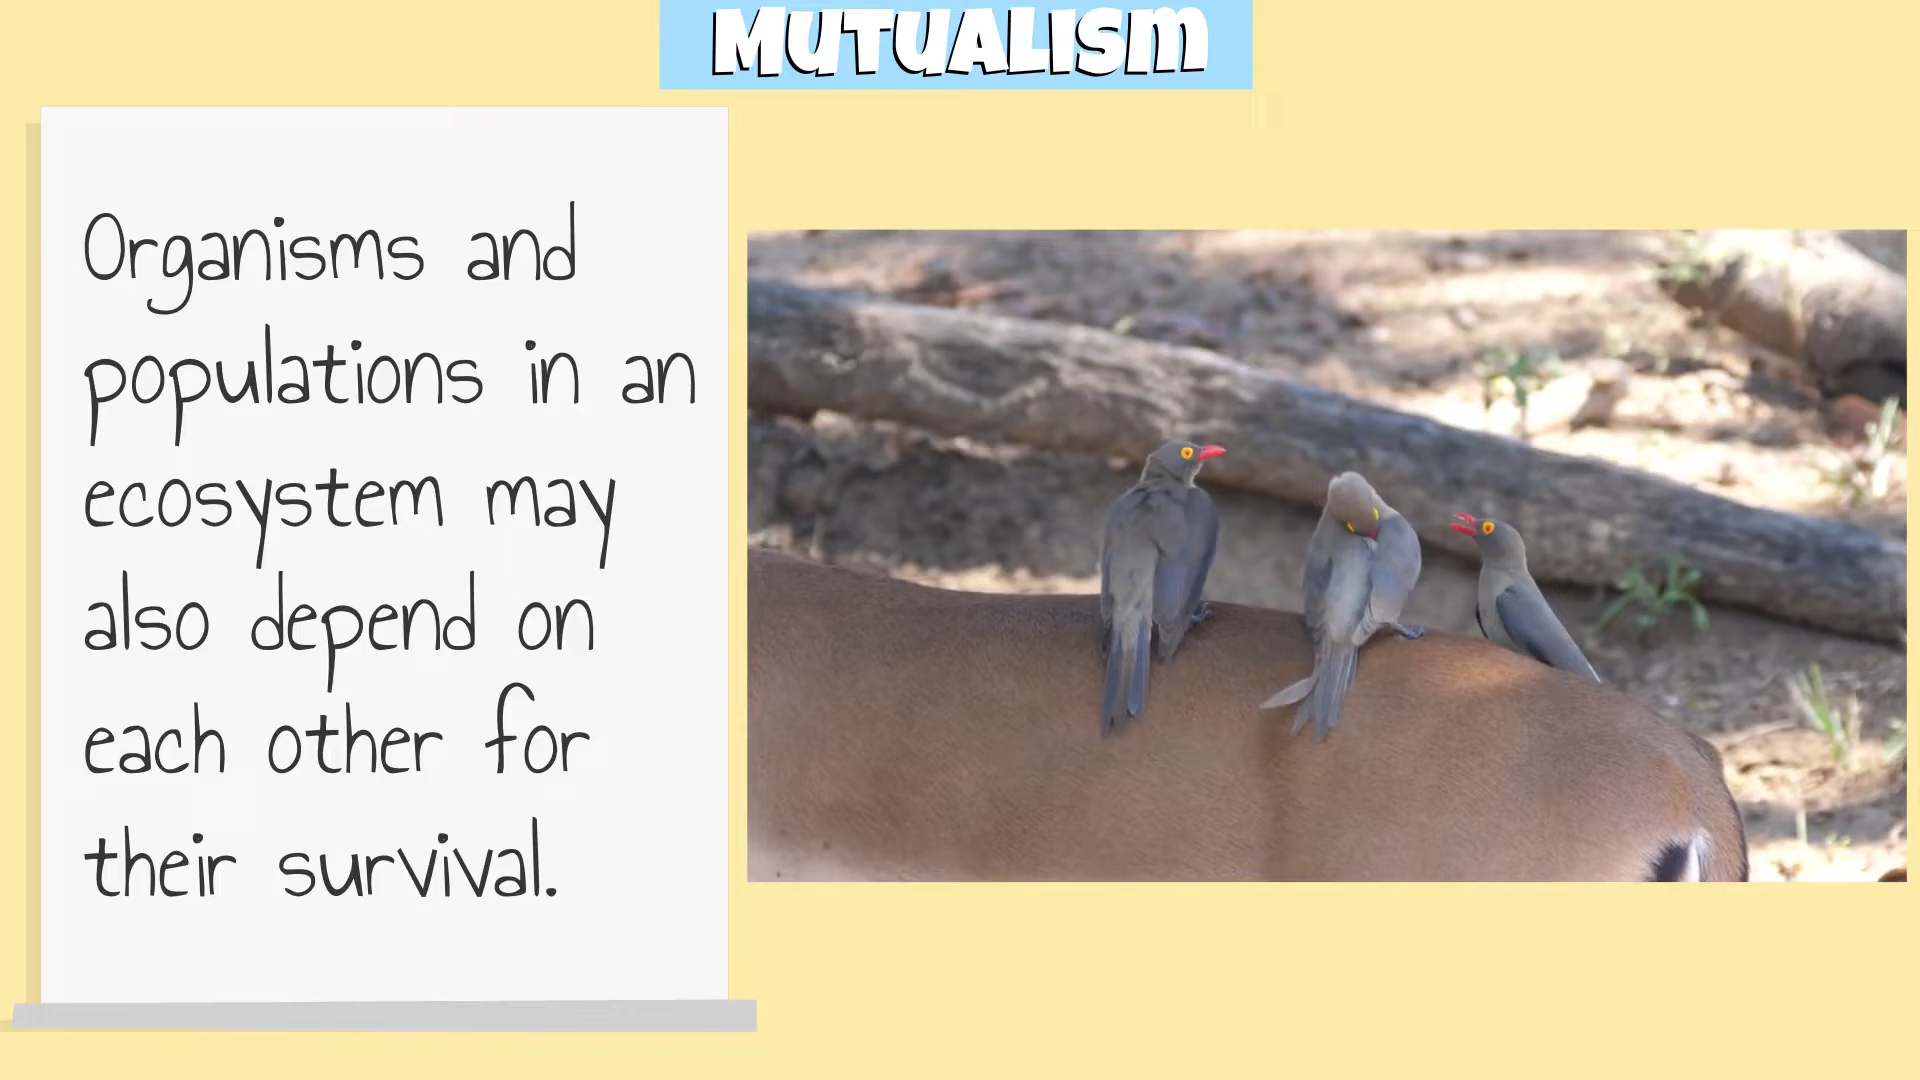 MUTUALISM
Organisms and
populations in an
ecosystem may
also depend on
each other for
their survival.